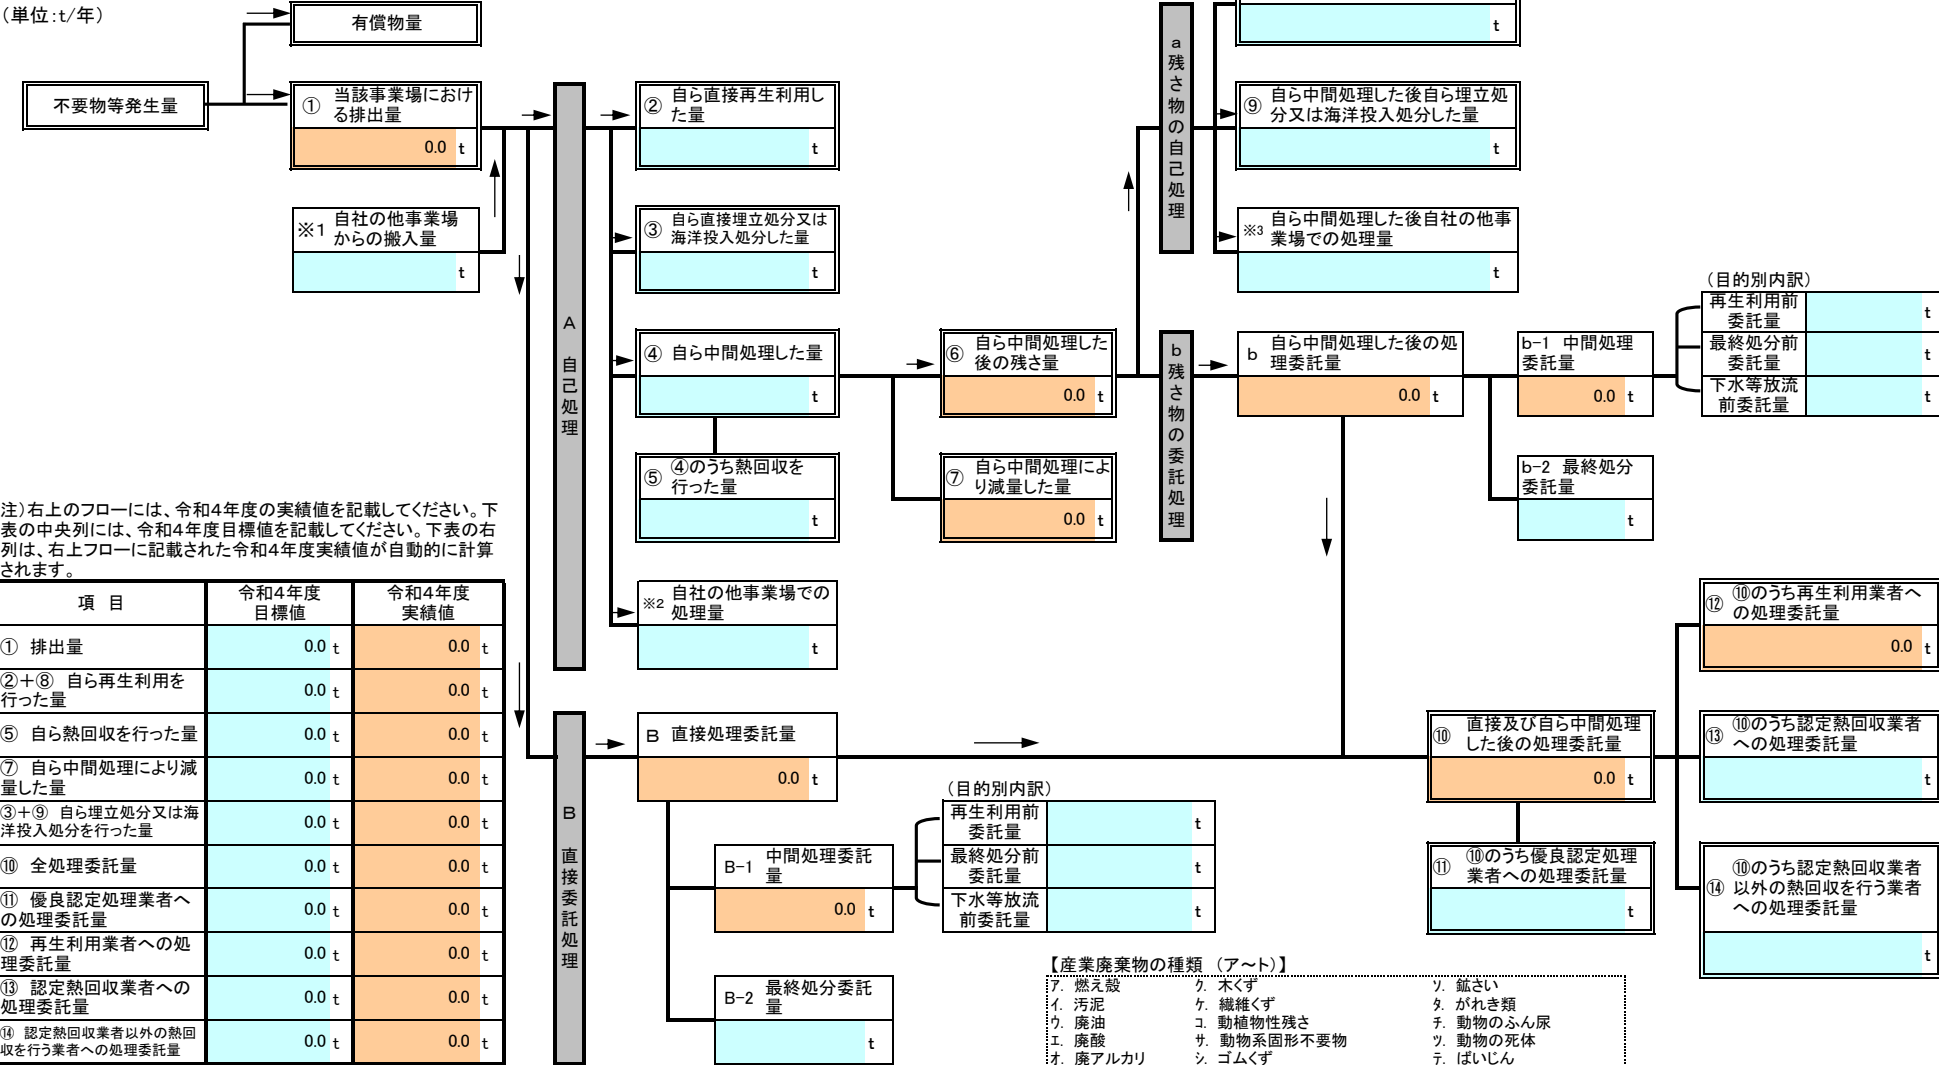 （単位：t/年）
有償物量
不要物等発生量
① 当該事業場におけ
る排出量
0.0 t
※1 自社の他事業場
からの搬入量
t
A 自己処理
② 自ら直接再生利用し
た量
t
③ 自ら直接埋立処分又は
海洋投入処分した量
t
④ 自ら中間処理した量
t
⑤ ④のうち熱回収を
行った量
t
※2 自社の他事業場での
処理量
t
⑥ 自ら中間処理した
後の残さ量
0.0 t
⑦ 自ら中間処理によ
り減量した量
0.0 t
a残さ物の自己処理
t
⑨ 自ら中間処理した後自ら埋立処
分又は海洋投入処分した量
t
※3 自ら中間処理した後自社の他事
業場での処理量
t
b残さ物の委託処理
b 自ら中間処理した後の処
理委託量
0.0 t
b-1 中間処理
委託量
0.0 t
（目的別内訳）
再生利用前
委託量
t
最終処分前
委託量
t
下水等放流
前委託量
t
b-2 最終処分
委託量
t
注）右上のフローには、令和４年度の実績値を記載してください。下
表の中央列には、令和４年度目標値を記載してください。下表の右
列は、右上フローに記載された令和４年度実績値が自動的に計算
されます。
項 目
令和４年度
目標値
令和４年度
実績値
① 排出量 0.0 t 0.0 t
②＋⑧ 自ら再生利用を
行った量 0.0 t 0.0 t
⑤ 自ら熱回収を行った量 0.0 t 0.0 t
⑦ 自ら中間処理により減
量した量 0.0 t 0.0 t
③＋⑨ 自ら埋立処分又は海
洋投入処分を行った量 0.0 t 0.0 t
⑩ 全処理委託量 0.0 t 0.0 t
⑪ 優良認定処理業者へ
の処理委託量 0.0 t 0.0 t
⑫ 再生利用業者への処
理委託量 0.0 t 0.0 t
⑬ 認定熱回収業者への
処理委託量 0.0 t 0.0 t
⑭ 認定熱回収業者以外の熱回
収を行う業者への処理委託量 0.0 t 0.0 t
B 直接委託処理
B 直接処理委託量
0.0 t
B-1 中間処理委託
量
0.0 t
（目的別内訳）
再生利用前
委託量
t
最終処分前
委託量
t
下水等放流
前委託量
t
B-2 最終処分委託
量
t
⑩ 直接及び自ら中間処理
した後の処理委託量
0.0 t
⑪ ⑩のうち優良認定処理
業者への処理委託量
t
⑫ ⑩のうち再生利用業者へ
の処理委託量
0.0 t
⑬ ⑩のうち認定熱回収業者
への処理委託量
t
⑭ ⑩のうち認定熱回収業者
以外の熱回収を行う業者
への処理委託量
t
【産業廃棄物の種類 （ア～ト）】
ア. 燃え殻
イ. 汚泥
ウ. 廃油
エ. 廃酸
オ. 廃アルカリ
ク. 木くず
ケ. 繊維くず
コ. 動植物性残さ
サ. 動物系固形不要物
シ. ゴムくず
ソ. 鉱さい
タ. がれき類
チ. 動物のふん尿
ツ. 動物の死体
テ. ばいじん